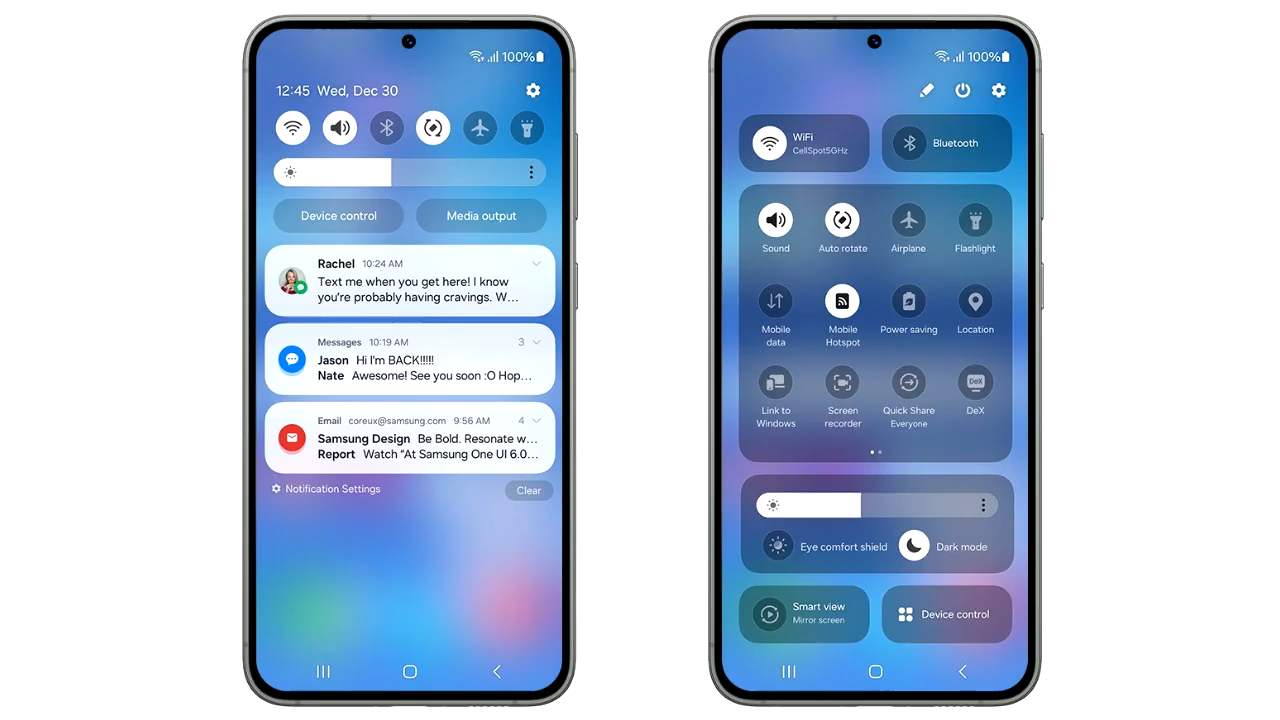 100%
12:45 Wed, Dec 30
Device control
Media output
Rachel 10:24 AM
Text me when you get here! I know
you're probably having cravings. W...
Messages 10:19 AM 3
Jason Hi I'm BACK!!!!!
Nate Awesome! See you soon :O Hop...
Email coreux@samsung.com 9:56 AM 4
Samsung Design Be Bold. Resonate w...
Report Watch "At Samsung One UI 6.0...
Notification Settings
Clear
100%
WiFi
CellSpot5GHz
Bluetooth
Sound
Auto rotate
Airplane
Flashlight
Mobile
data
Mobile
Hotspot
Power saving
Location
Link to
Windows
Screen
recorder
Quick Share
Everyone
DeX
DeX
Eye comfort shield
Dark mode
Smart view
Mirror screen
Device control